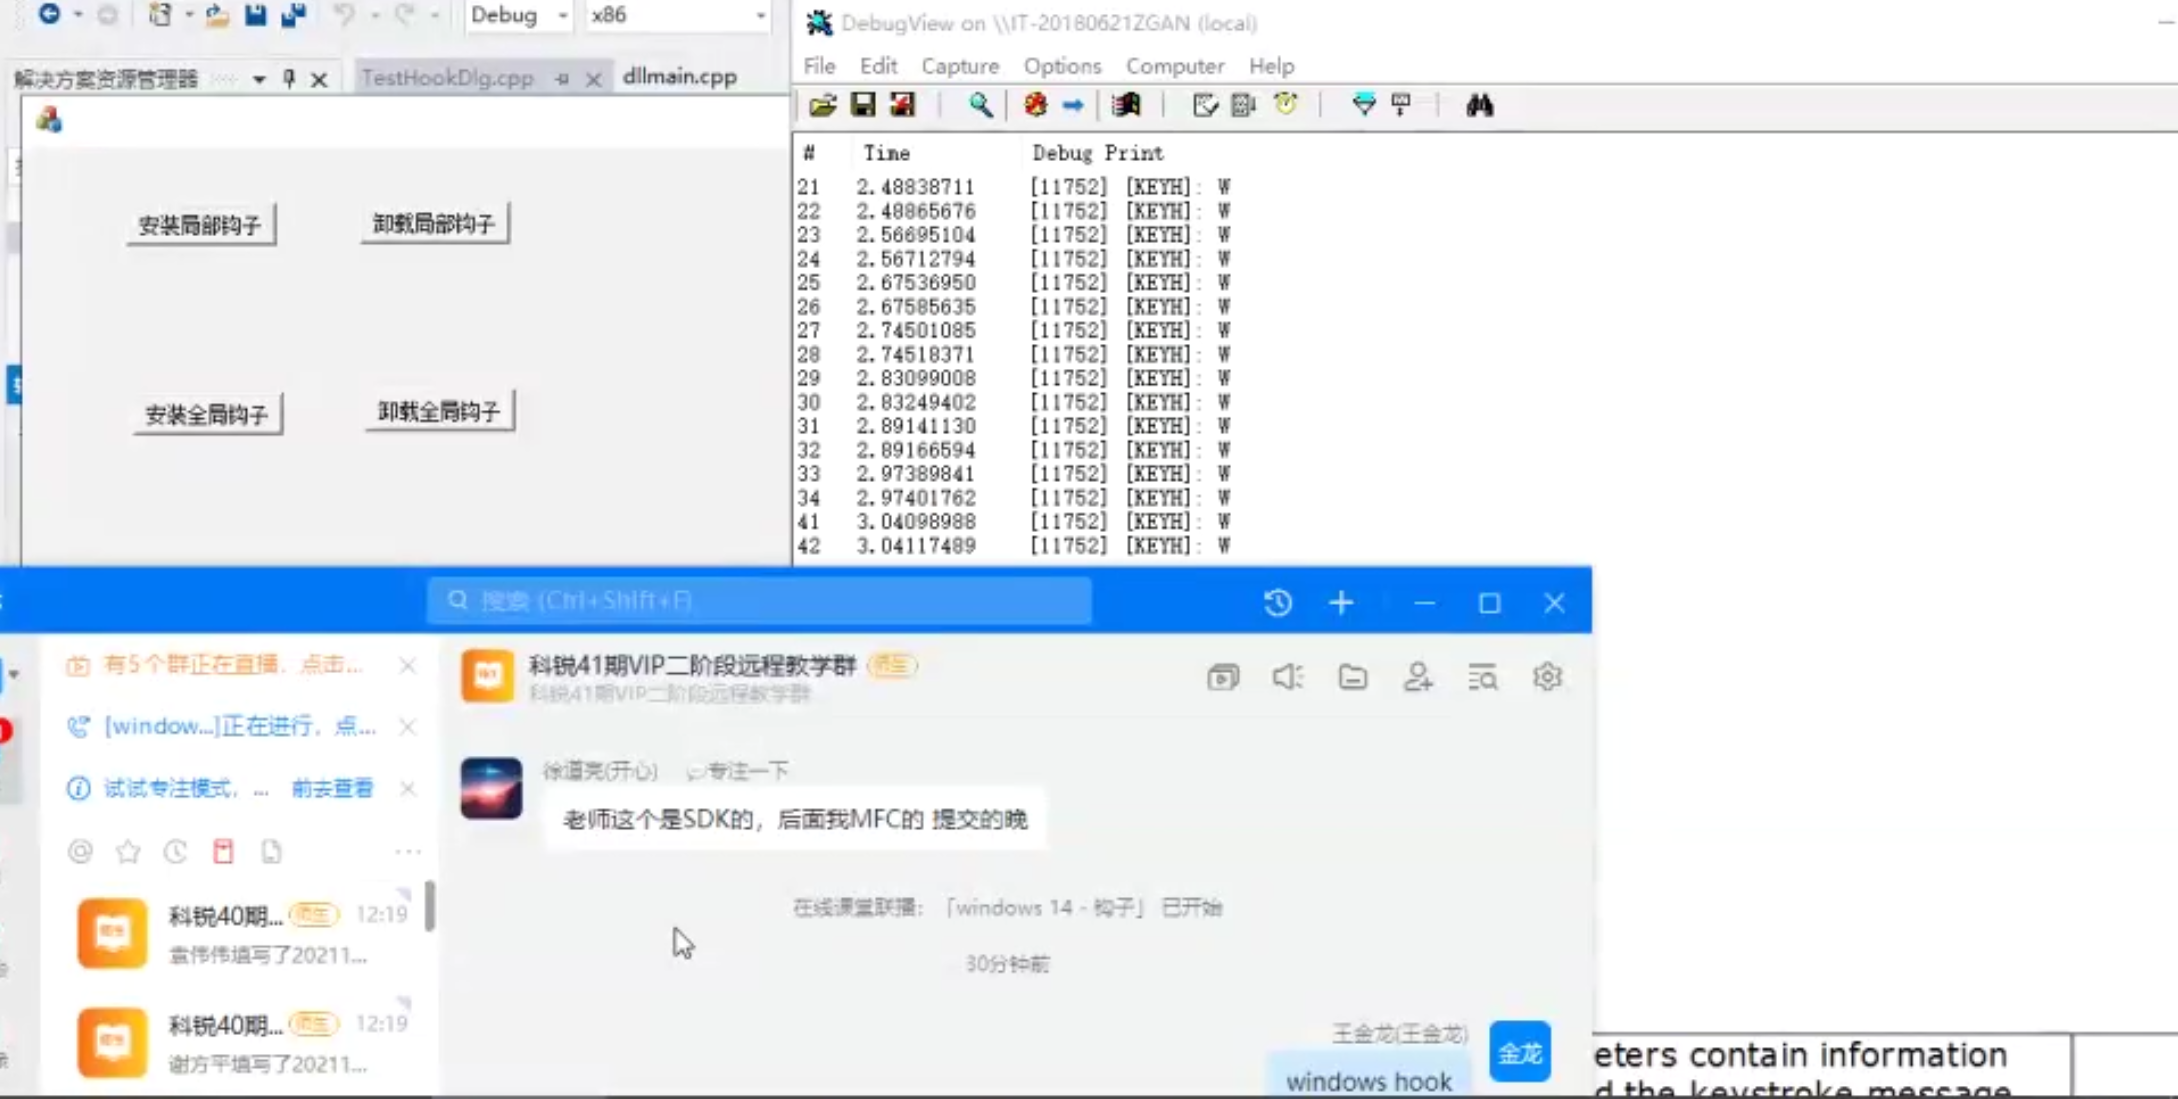 Debug
x86
解决方案资源管理器
TestHookDlg.cpp
dllmain.cpp
安装局部钩子
卸载局部钩子
安装全局钩子
卸载全局钩子
DebugView on \\IT-20180621ZGAN (local)
File Edit Capture Options Computer Help
# Time Debug Print
21 2.48838711 [11752] [KEYH]: W
22 2.48865676 [11752] [KEYH]: W
23 2.56695104 [11752] [KEYH]: W
24 2.56712794 [11752] [KEYH]: W
25 2.67536950 [11752] [KEYH]: W
26 2.67585635 [11752] [KEYH]: W
27 2.74501085 [11752] [KEYH]: W
28 2.74518371 [11752] [KEYH]: W
29 2.83099008 [11752] [KEYH]: W
30 2.83249402 [11752] [KEYH]: W
31 2.89141130 [11752] [KEYH]: W
32 2.89166594 [11752] [KEYH]: W
33 2.97389841 [11752] [KEYH]: W
34 2.97401762 [11752] [KEYH]: W
41 3.04098988 [11752] [KEYH]: W
42 3.04117489 [11752] [KEYH]: W
搜索 (Ctrl+Shift+F)
有5个群正在直播，点击...
[window...]正在进行，点...
试试专注模式，... 前去查看
科锐40期... 师生 12:19
袁伟伟填写了20211...
科锐40期... 师生 12:19
谢方平填写了20211...
科锐41期VIP二阶段远程教学群 师生
科锐41期VIP二阶段远程教学群
徐道亮(开心) 专注一下
老师这个是SDK的，后面我MFC的 提交的晚
在线课堂联播：「windows 14 - 钩子」 已开始
30分钟前
王金龙(王金龙)
金龙
windows hook
eters contain information
d the keystroke message